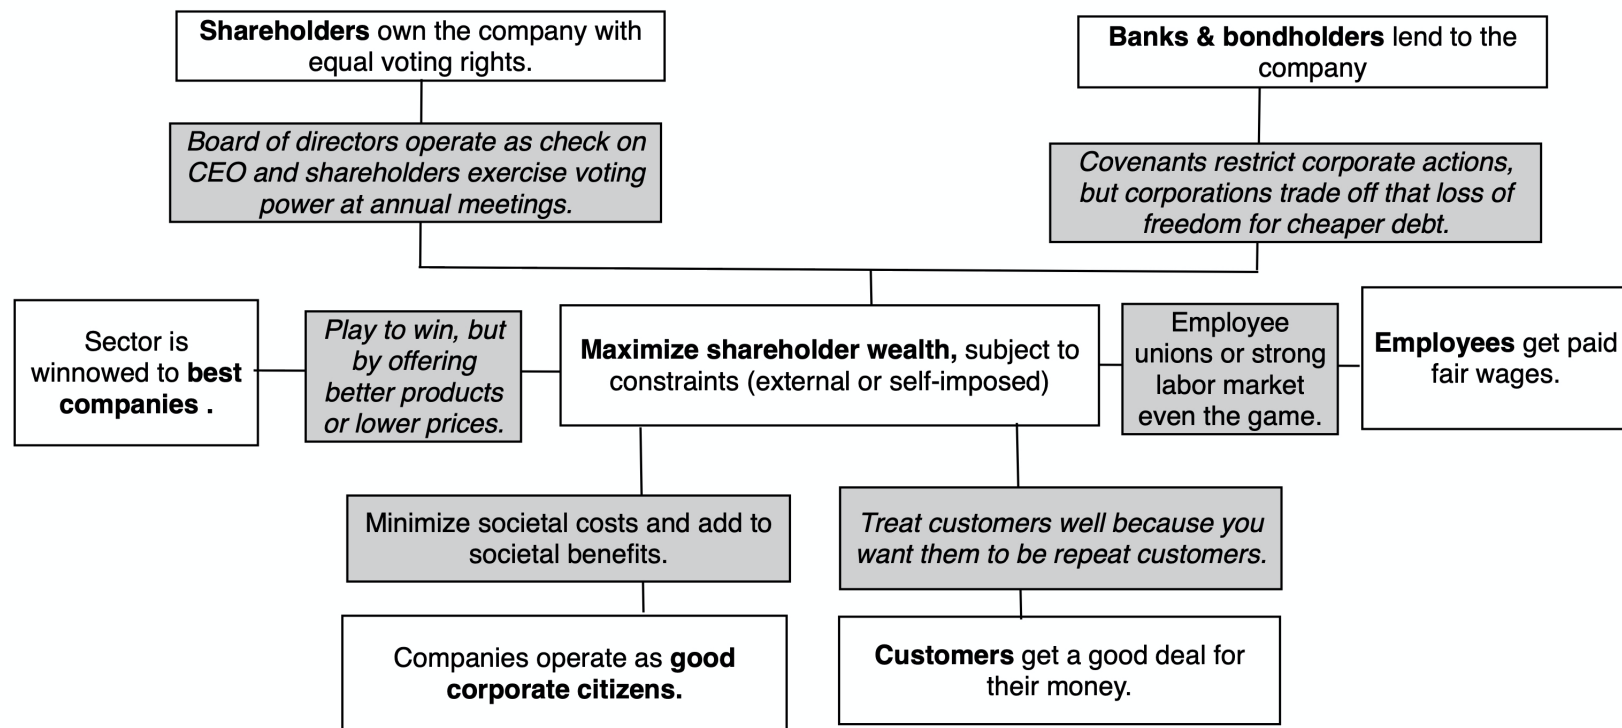 Shareholders own the company with
equal voting rights.
Banks & bondholders lend to the
company
Board of directors operate as check on
CEO and shareholders exercise voting
power at annual meetings.
Covenants restrict corporate actions,
but corporations trade off that loss of
freedom for cheaper debt.
Sector is
winnowed to best
companies .
Play to win, but
by offering
better products
or lower prices.
Maximize shareholder wealth, subject to
constraints (external or self-imposed)
Employee
unions or strong
labor market
even the game.
Employees get paid
fair wages.
Minimize societal costs and add to
societal benefits.
Treat customers well because you
want them to be repeat customers.
Companies operate as good
corporate citizens.
Customers get a good deal for
their money.